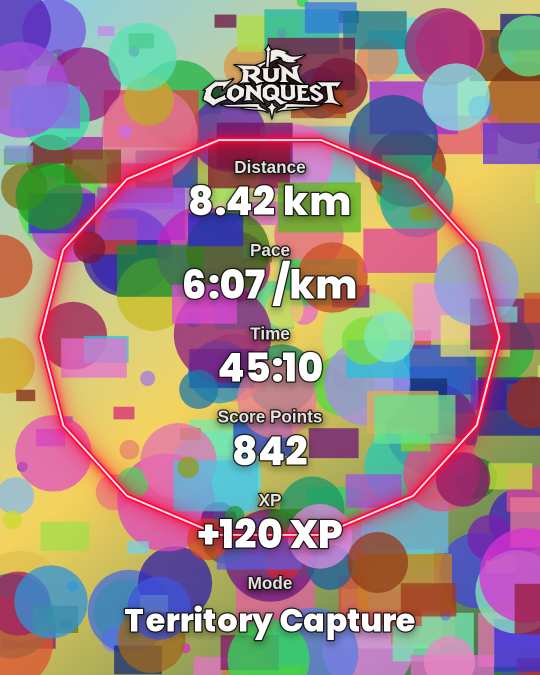 RUN
CONQUEST
Distance
8.42 km
Pace
6:07/km
Time
45:10
Score Points
842
XP
+120 XP
Mode
Territory Capture